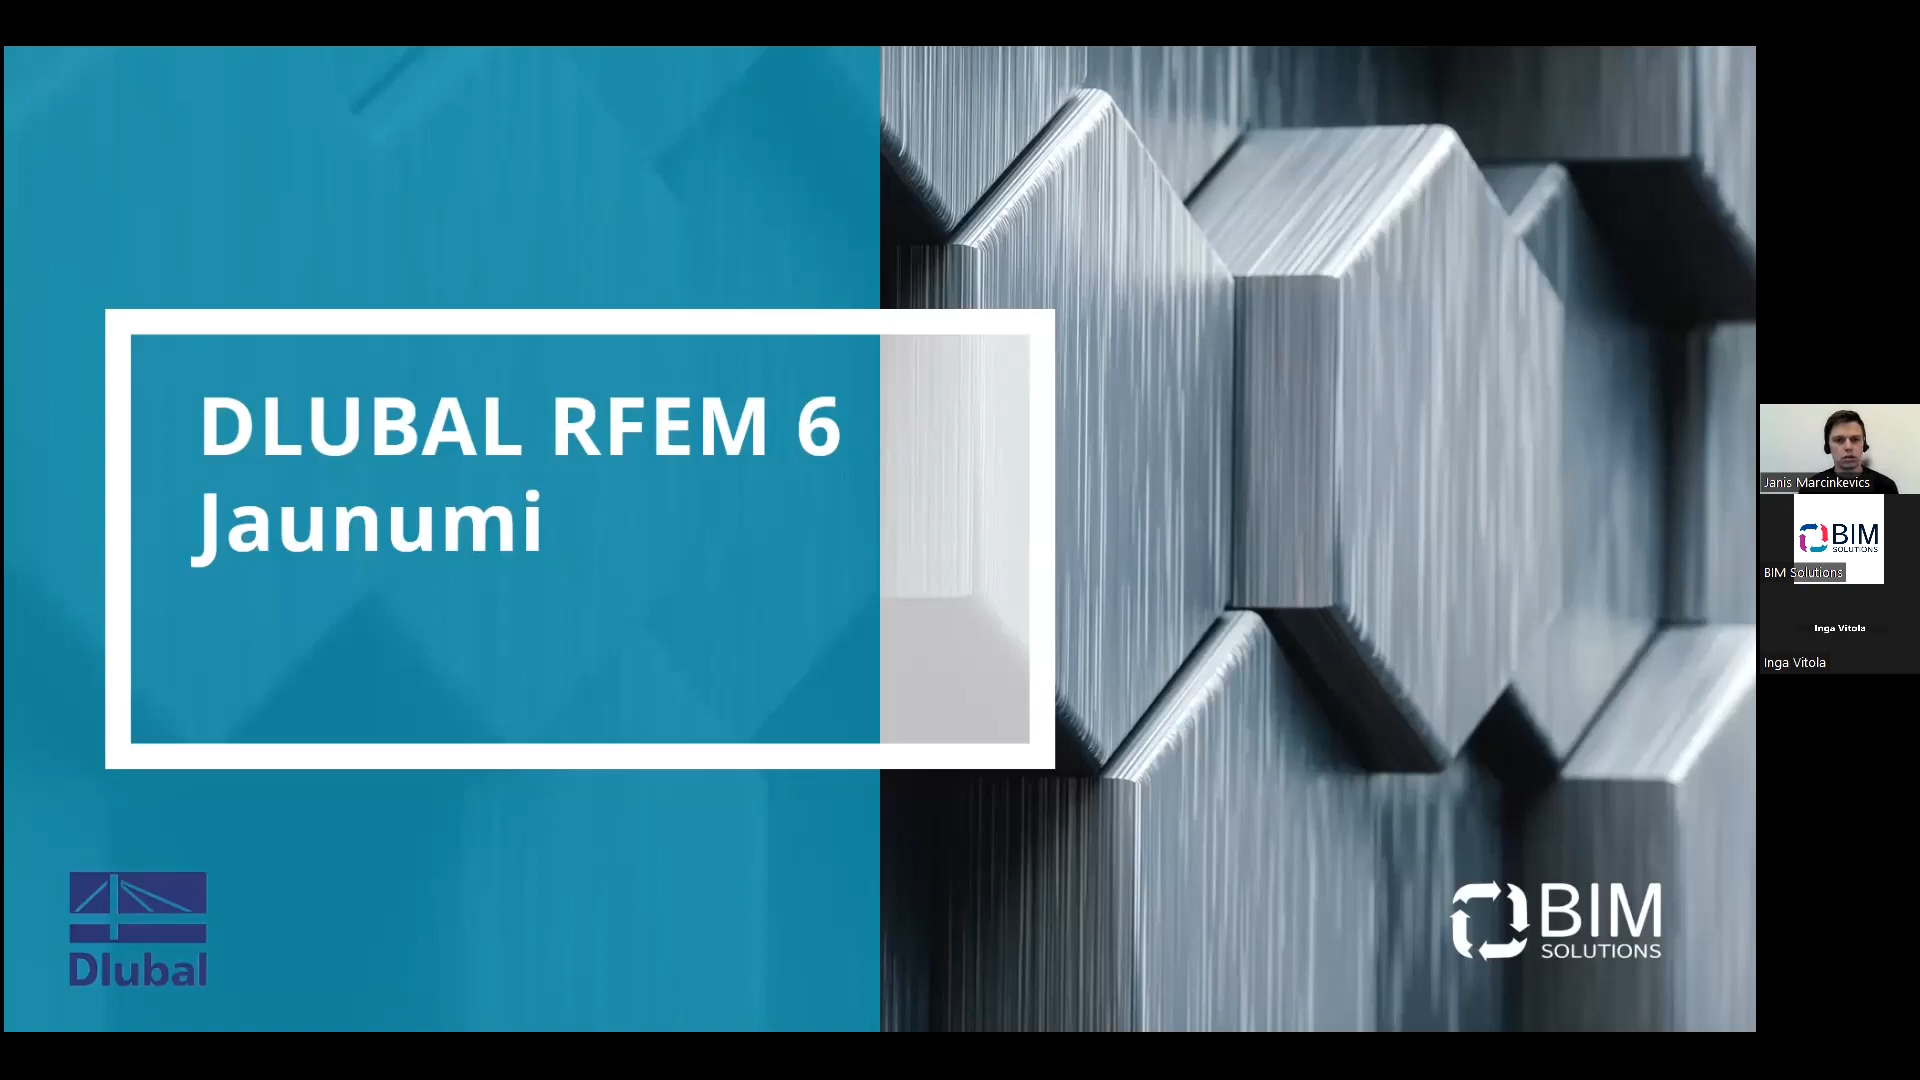 DLUBAL RFEM 6
Jaunumi
Dlubal
BIM
SOLUTIONS
Janis Marcinkevics
BIM
SOLUTIONS
BIM Solutions
Inga Vitola
Inga Vitola